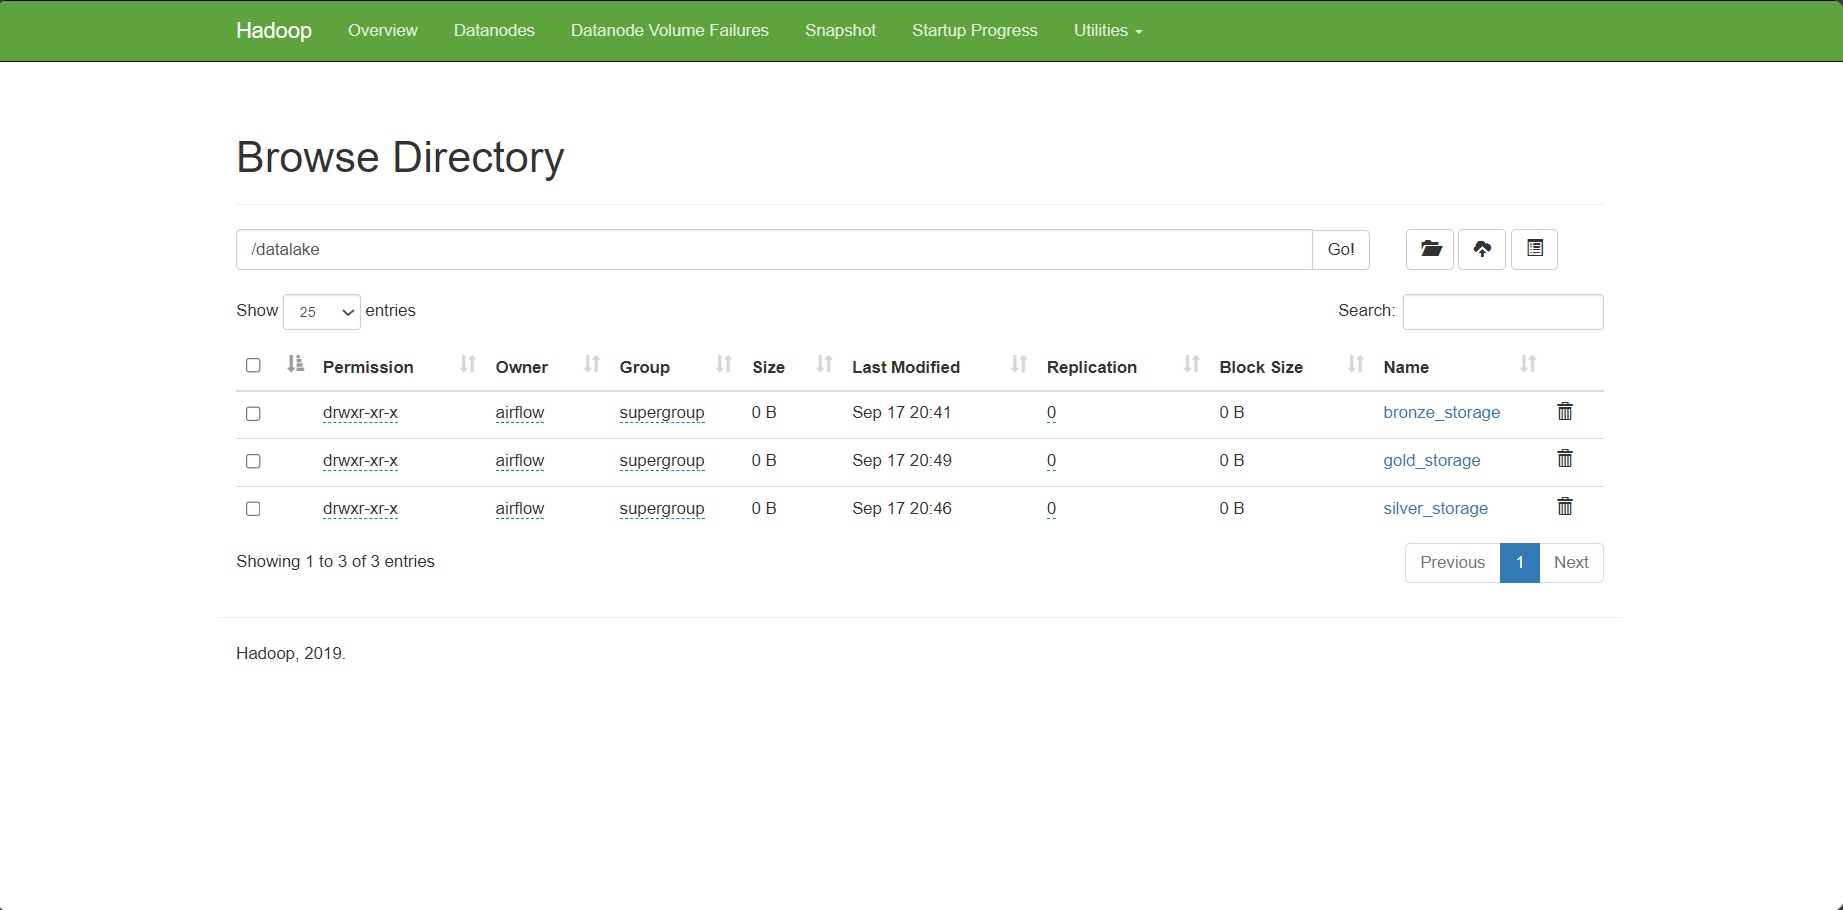 Hadoop Overview Datanodes Datanode Volume Failures Snapshot Startup Progress Utilities
Browse Directory
/datalake Go!
Show 25 entries Search:
Permission Owner Group Size Last Modified Replication Block Size Name
drwxr-xr-x airflow supergroup 0 B Sep 17 20:41 0 0 B bronze_storage
drwxr-xr-x airflow supergroup 0 B Sep 17 20:49 0 0 B gold_storage
drwxr-xr-x airflow supergroup 0 B Sep 17 20:46 0 0 B silver_storage
Showing 1 to 3 of 3 entries Previous 1 Next
Hadoop, 2019.